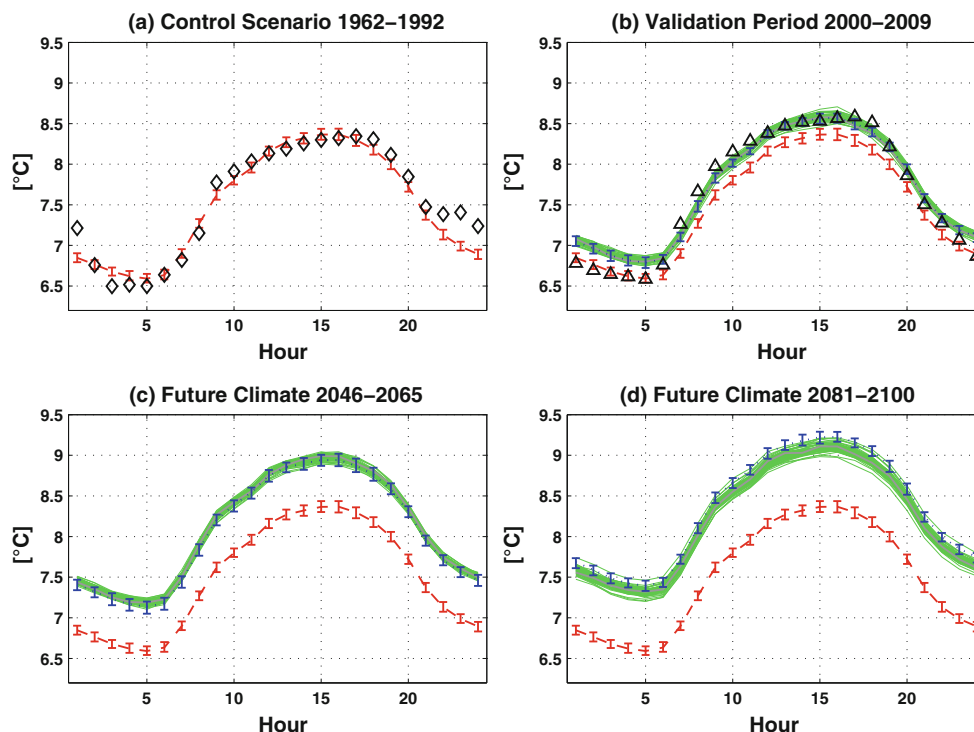 (a) Control Scenario 1962−1992
9.5
9
8.5
8
7.5
7
6.5
[°C]
5 10 15 20
Hour
(b) Validation Period 2000−2009
9.5
9
8.5
8
7.5
7
6.5
[°C]
5 10 15 20
Hour
(c) Future Climate 2046−2065
9.5
9
8.5
8
7.5
7
6.5
[°C]
5 10 15 20
Hour
(d) Future Climate 2081−2100
9.5
9
8.5
8
7.5
7
6.5
[°C]
5 10 15 20
Hour